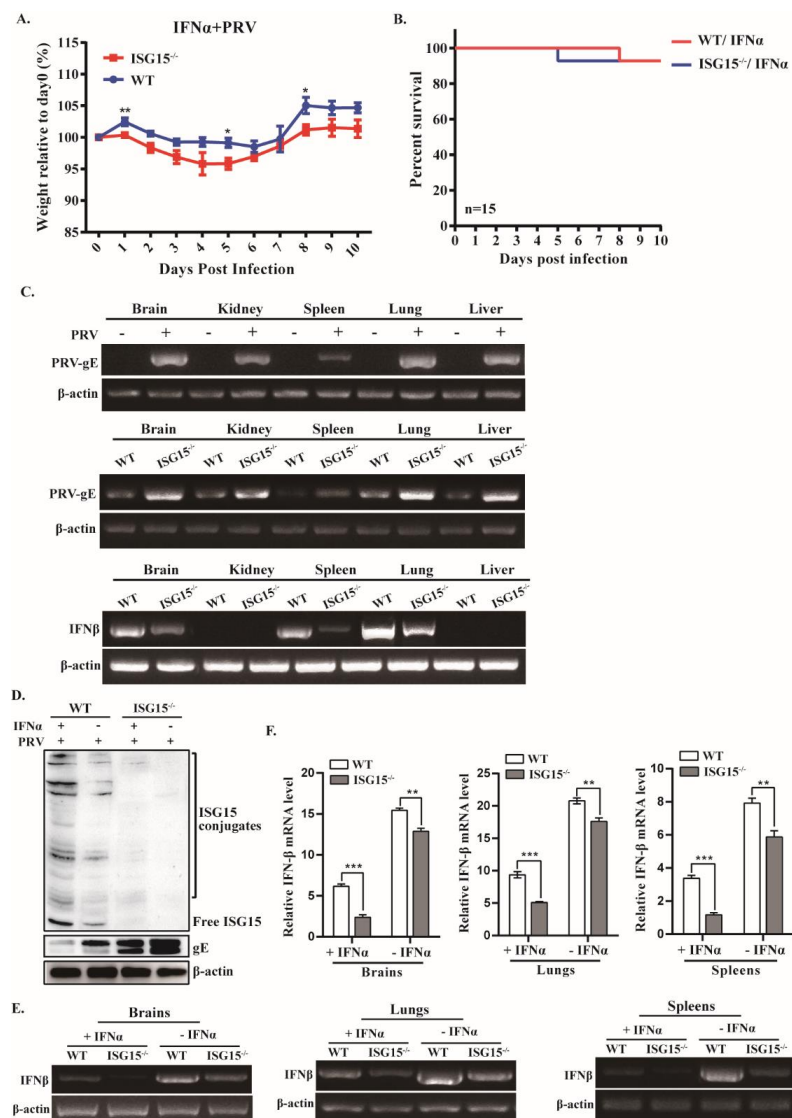 A.
IFNα+PRV
ISG15-/-
WT
Weight relative to day0 (%)
115
110
105
100
95
90
85
** * *
0 1 2 3 4 5 6 7 8 9 10
Days Post Infection
B.
WT/ IFNα
ISG15-/-/ IFNα
Percent survival
100
80
60
40
20
0
n=15
0 1 2 3 4 5 6 7 8 9 10
Days post infection
C.
Brain Kidney Spleen Lung Liver
PRV - + - + - + - + - +
PRV-gE
β-actin
Brain Kidney Spleen Lung Liver
WT ISG15-/- WT ISG15-/- WT ISG15-/- WT ISG15-/- WT ISG15-/-
PRV-gE
β-actin
Brain Kidney Spleen Lung Liver
WT ISG15-/- WT ISG15-/- WT ISG15-/- WT ISG15-/- WT ISG15-/-
IFNβ
β-actin
D.
WT ISG15-/-
IFNα + - + -
PRV + + + +
ISG15
conjugates
Free ISG15
gE
β-actin
F.
WT
ISG15-/-
Relative IFN-β mRNA level
20
15
10
5
0
*** **
+ IFNα - IFNα
Brains
WT
ISG15-/-
Relative IFN-β mRNA level
25
20
15
10
5
0
*** **
+ IFNα - IFNα
Lungs
WT
ISG15-/-
Relative IFN-β mRNA level
8
6
4
2
0
*** **
+ IFNα - IFNα
Spleens
E.
Brains
+ IFNα - IFNα
WT ISG15-/- WT ISG15-/-
IFNβ
β-actin
Lungs
+ IFNα - IFNα
WT ISG15-/- WT ISG15-/-
IFNβ
β-actin
Spleens
+ IFNα - IFNα
WT ISG15-/- WT ISG15-/-
IFNβ
β-actin